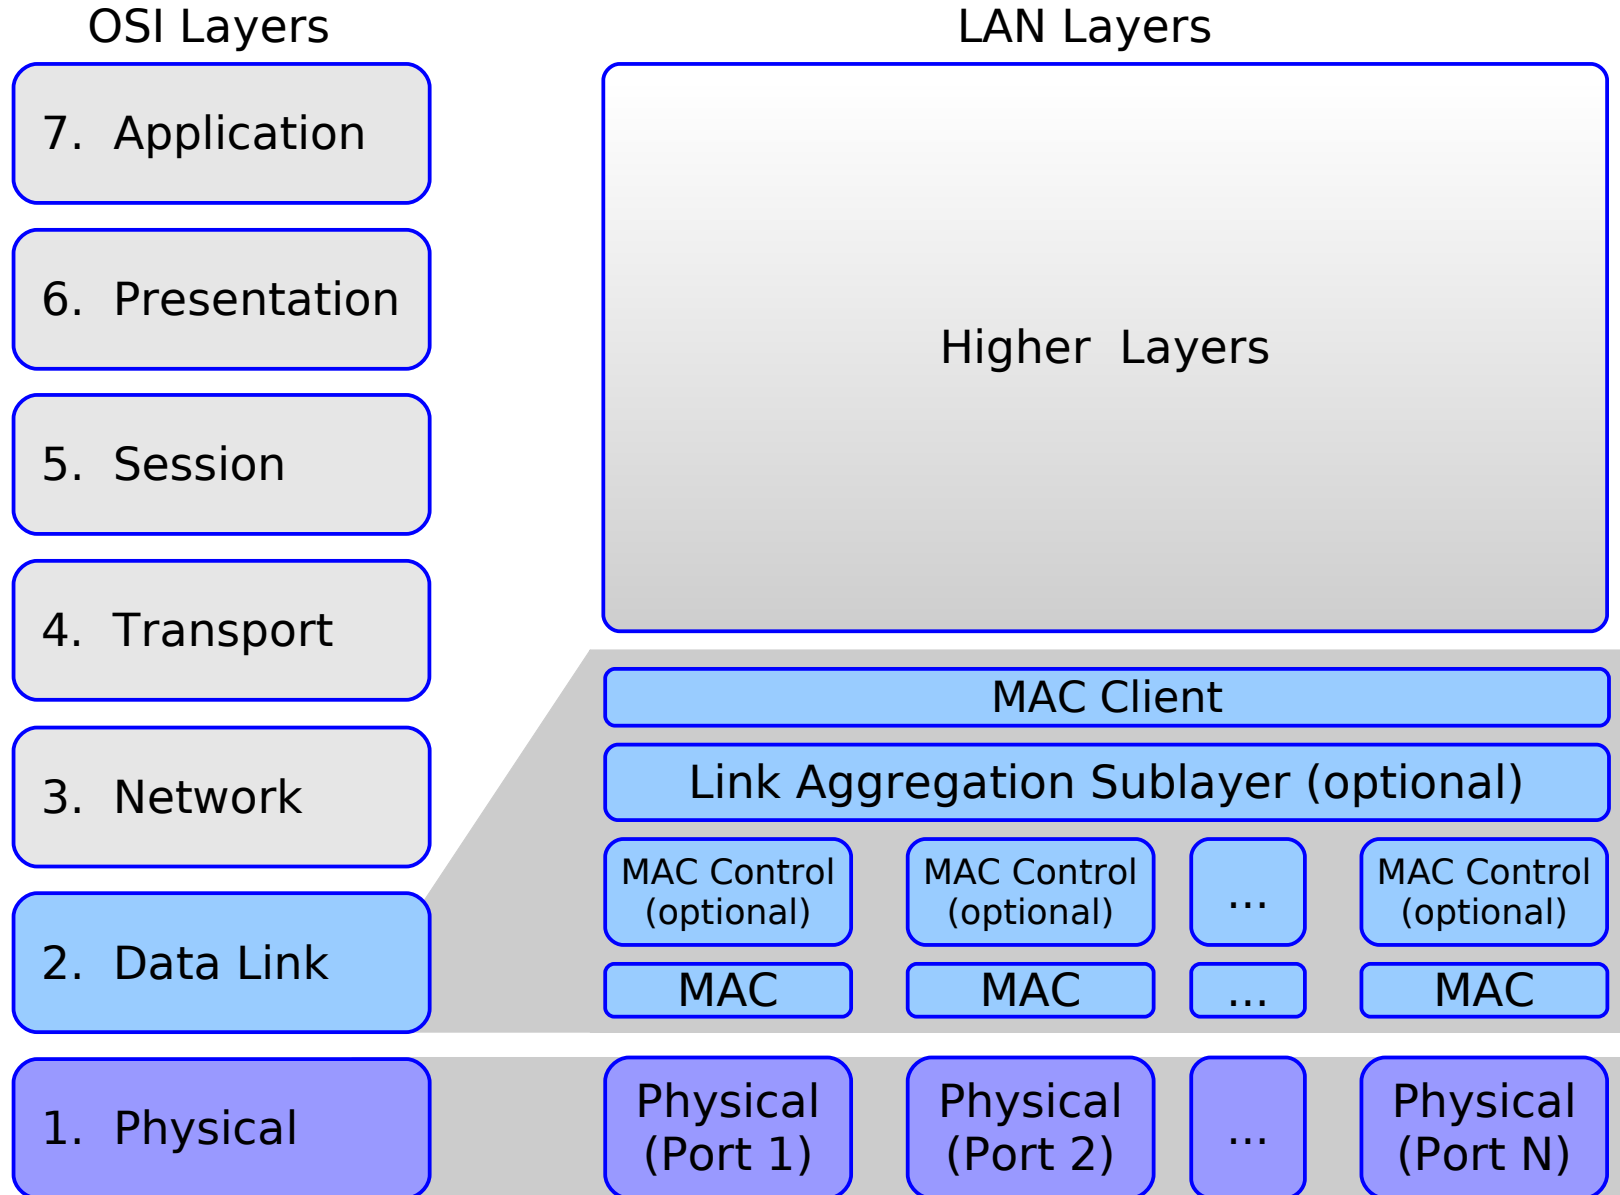 OSI Layers
LAN Layers
7. Application
6. Presentation
5. Session
4. Transport
3. Network
2. Data Link
1. Physical
Higher Layers
MAC Client
Link Aggregation Sublayer (optional)
MAC Control
(optional)
MAC Control
(optional)
...
MAC Control
(optional)
MAC
MAC
...
MAC
Physical
(Port 1)
Physical
(Port 2)
...
Physical
(Port N)